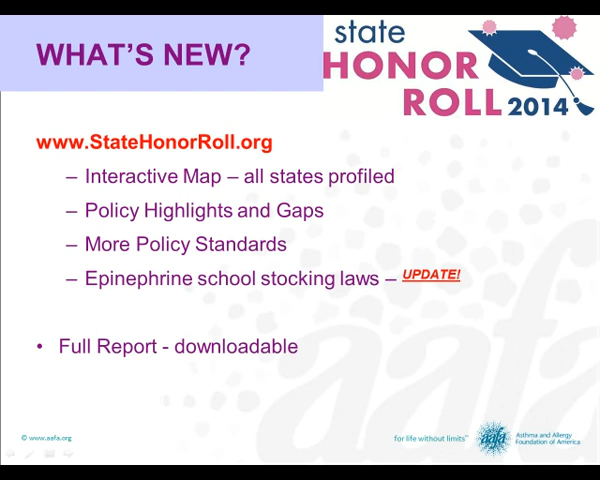 WHAT'S NEW?
state
HONOR
ROLL 2014
www.StateHonorRoll.org
– Interactive Map – all states profiled
– Policy Highlights and Gaps
– More Policy Standards
– Epinephrine school stocking laws – UPDATE!
• Full Report - downloadable
© www.aafa.org
for life without limits™
aafa
Asthma and Allergy
Foundation of America
aafa